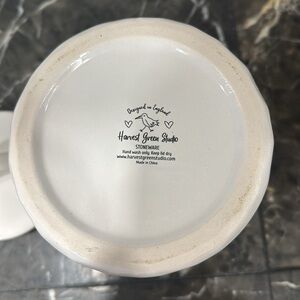 Designed in England
Harvest Green Studio
STONEWARE
Hand wash only. Keep lid dry
www.harvestgreenstudio.com
Made in China